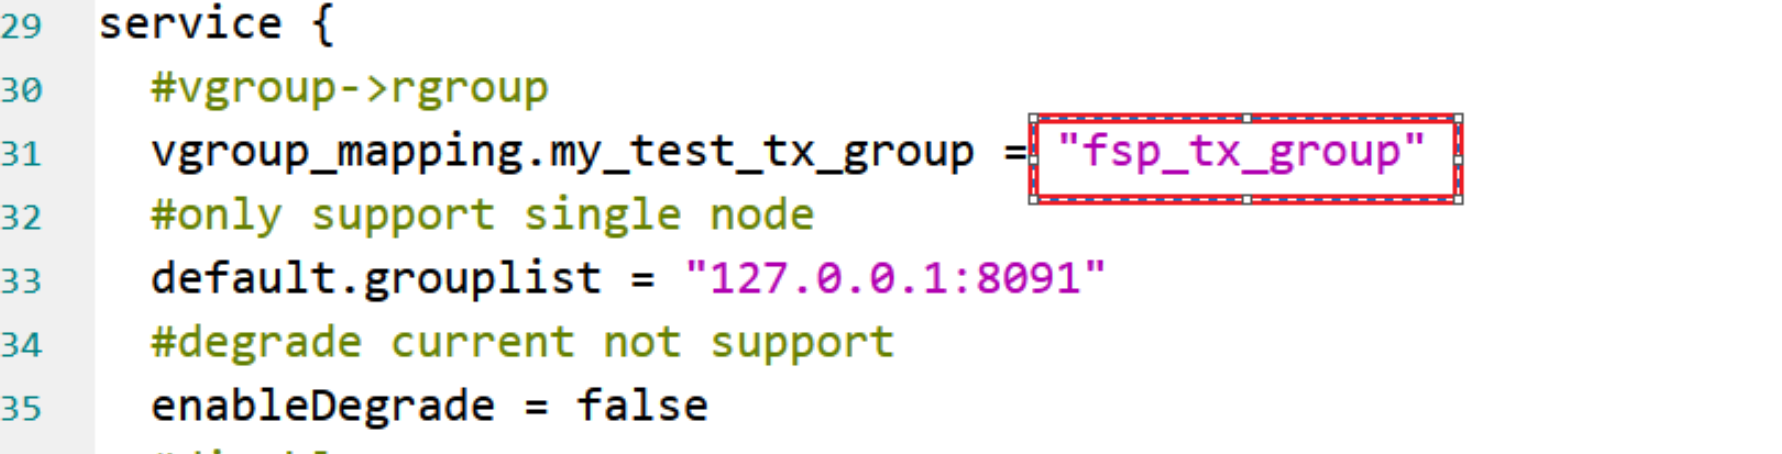 29 service {
30 #vgroup->rgroup
31 vgroup_mapping.my_test_tx_group = "fsp_tx_group"
32 #only support single node
33 default.grouplist = "127.0.0.1:8091"
34 #degrade current not support
35 enableDegrade = false